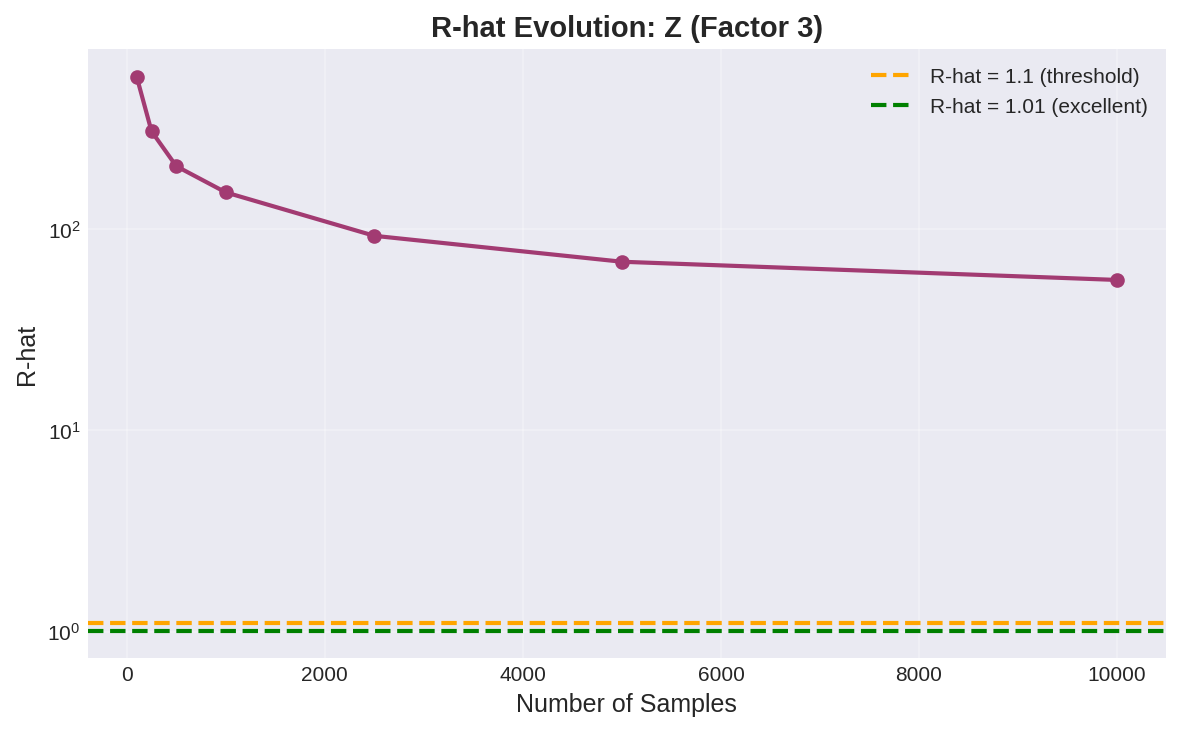 R-hat Evolution: Z (Factor 3)
R-hat = 1.1 (threshold)
R-hat = 1.01 (excellent)
R-hat
10²
10¹
10⁰
0 2000 4000 6000 8000 10000
Number of Samples